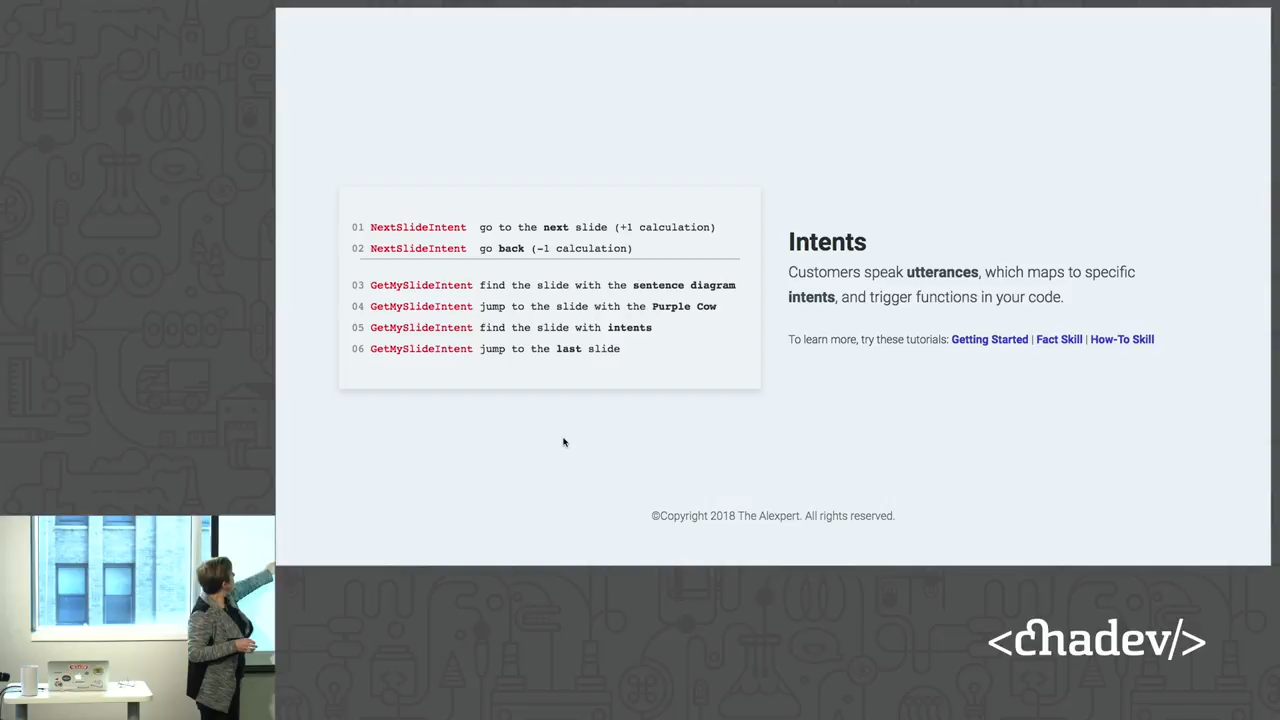 01 NextSlideIntent go to the next slide (+1 calculation)
02 NextSlideIntent go back (-1 calculation)
03 GetMySlideIntent find the slide with the sentence diagram
04 GetMySlideIntent jump to the slide with the Purple Cow
05 GetMySlideIntent find the slide with intents
06 GetMySlideIntent jump to the last slide
Intents
Customers speak utterances, which maps to specific
intents, and trigger functions in your code.
To learn more, try these tutorials: Getting Started | Fact Skill | How-To Skill
©Copyright 2018 The Alexpert. All rights reserved.
<chadev/>